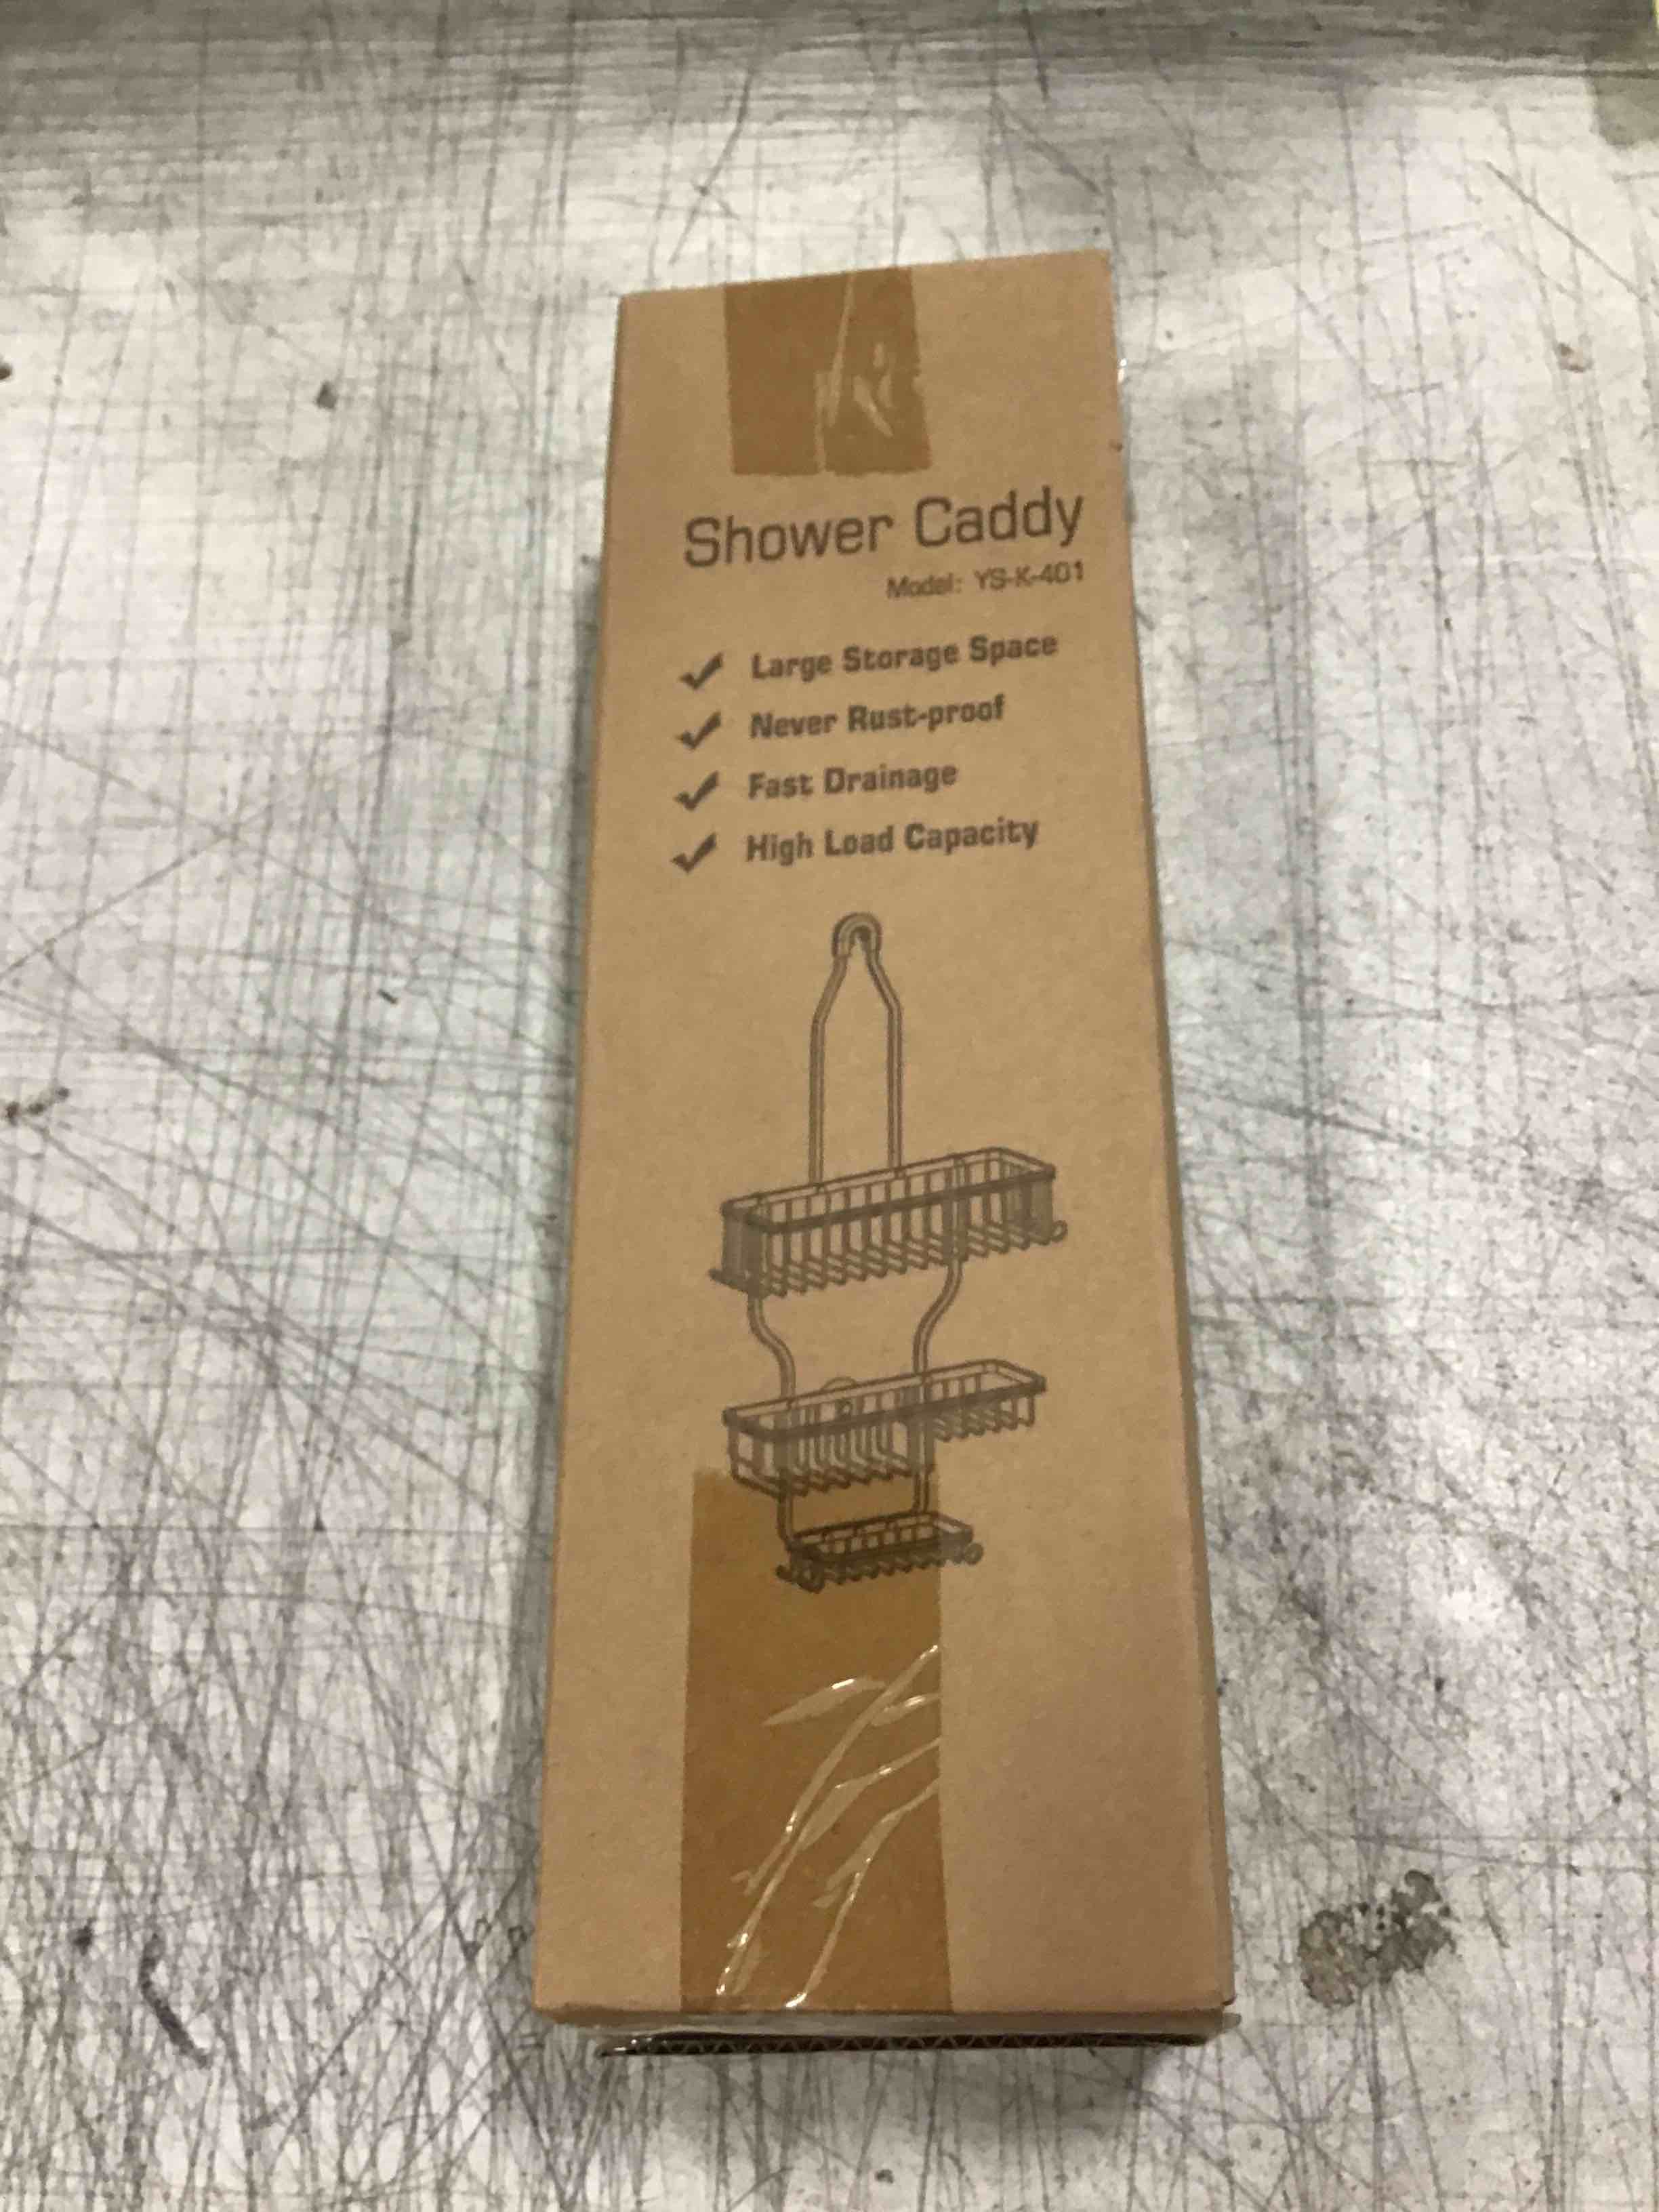 Shower Caddy
Model: YS-K-401
Large Storage Space
Never Rust-proof
Fast Drainage
High Load Capacity